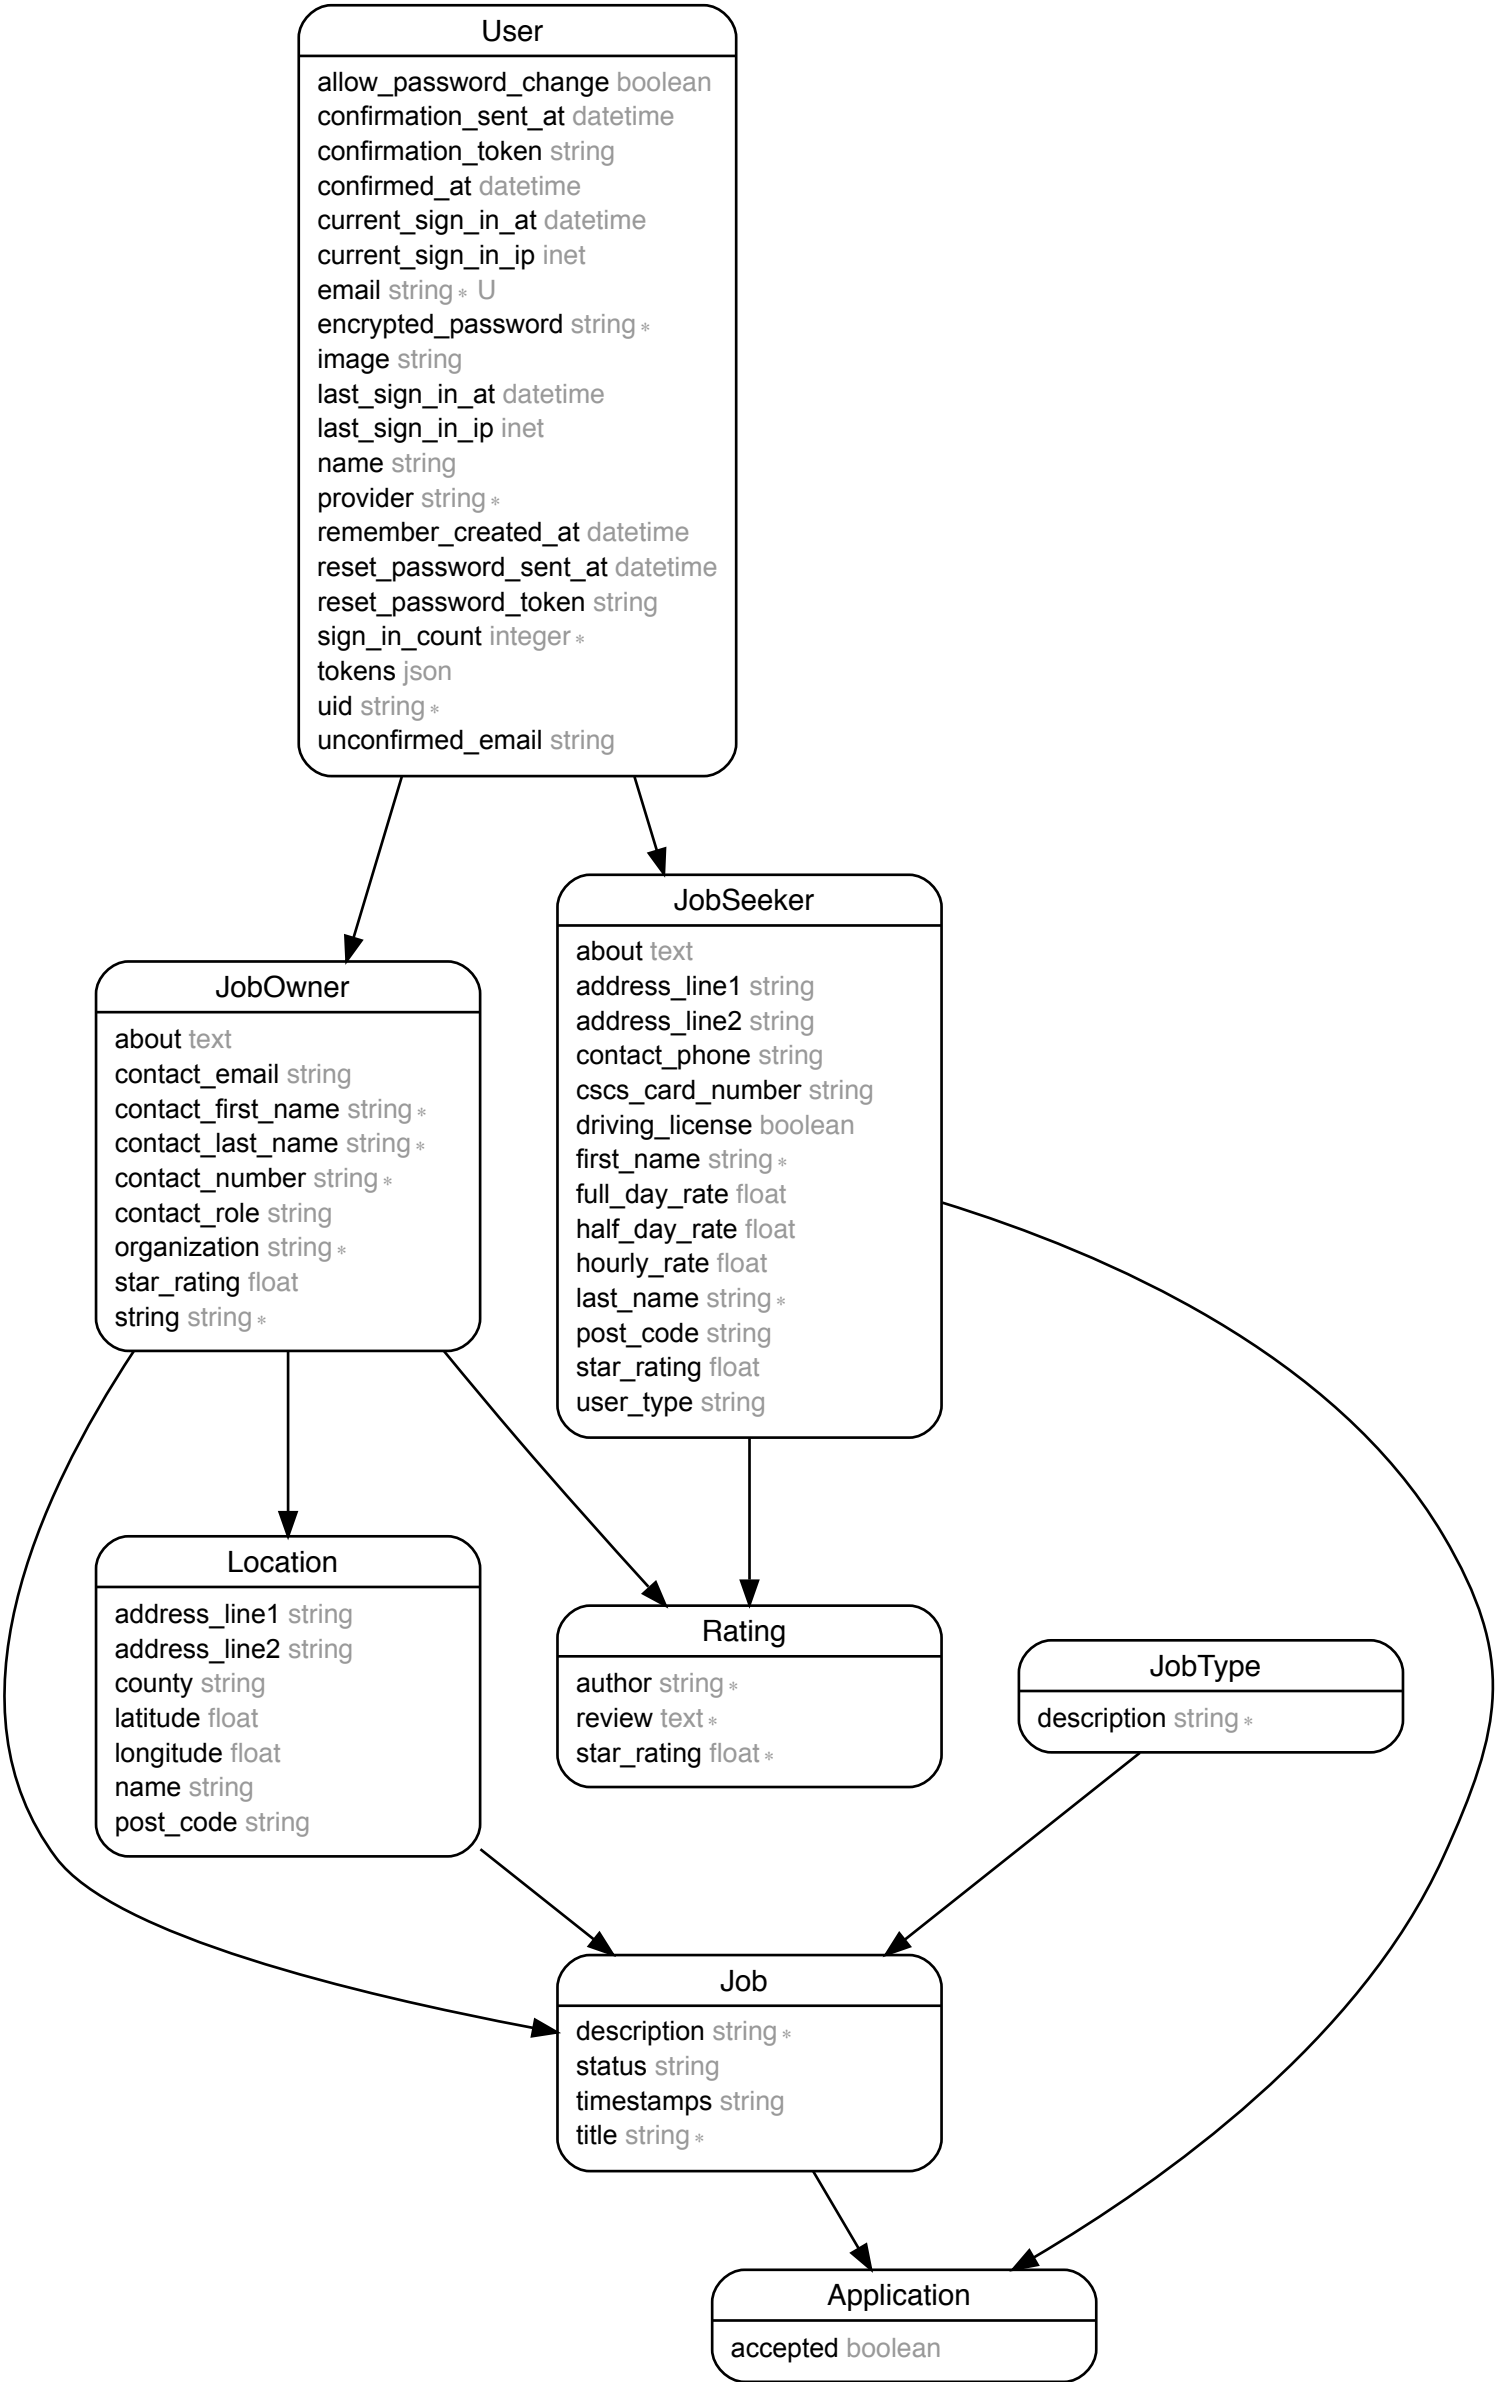 User
allow_password_change boolean
confirmation_sent_at datetime
confirmation_token string
confirmed_at datetime
current_sign_in_at datetime
current_sign_in_ip inet
email string * U
encrypted_password string *
image string
last_sign_in_at datetime
last_sign_in_ip inet
name string
provider string *
remember_created_at datetime
reset_password_sent_at datetime
reset_password_token string
sign_in_count integer *
tokens json
uid string *
unconfirmed_email string
JobSeeker
about text
address_line1 string
address_line2 string
contact_phone string
cscs_card_number string
driving_license boolean
first_name string *
full_day_rate float
half_day_rate float
hourly_rate float
last_name string *
post_code string
star_rating float
user_type string
JobOwner
about text
contact_email string
contact_first_name string *
contact_last_name string *
contact_number string *
contact_role string
organization string *
star_rating float
string string *
Location
address_line1 string
address_line2 string
county string
latitude float
longitude float
name string
post_code string
Rating
author string *
review text *
star_rating float *
JobType
description string *
Job
description string *
status string
timestamps string
title string *
Application
accepted boolean